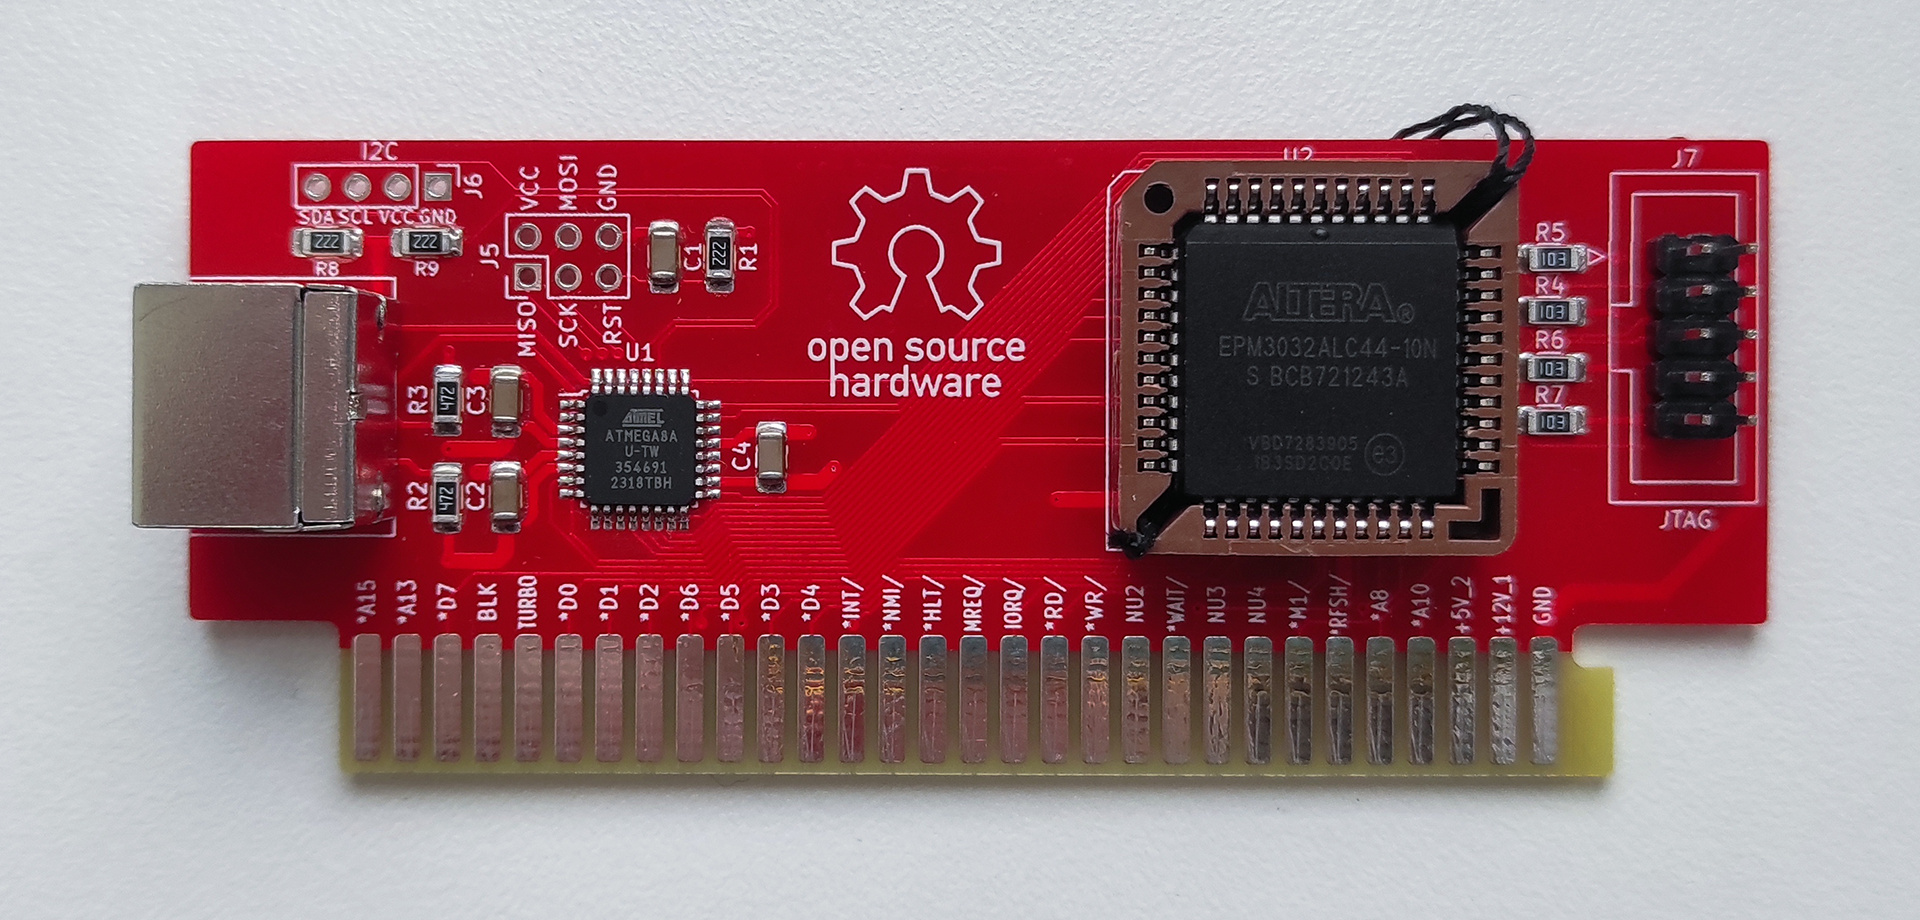 I2C
J6
SDA SCL VCC GND
222
222
R8
R9
VCC
MOSI
GND
J5
MISO
SCK
RST
C1
222
R1
U1
R3
472
C3
R2
472
C2
ATMEL
ATMEGA8A
U-TW
354691
2318TBH
C4
open source
hardware
U2
ALTERA®
EPM3032ALC44-10N
S BCB721243A
VBD7283905
1B3SD2C0E
e3
R5
103
R4
103
R6
103
R7
103
J7
JTAG
*A15
*A13
*D7
BLK
TURBO
*D0
*D1
*D2
*D6
*D5
*D3
*D4
*INT/
*NMI/
*HLT/
MREQ/
IORQ/
*RD/
*WR/
NU2
*WAIT/
NU3
NU4
*M1/
*RFSH/
*A8
*A10
+5V_2
+12V_1
GND